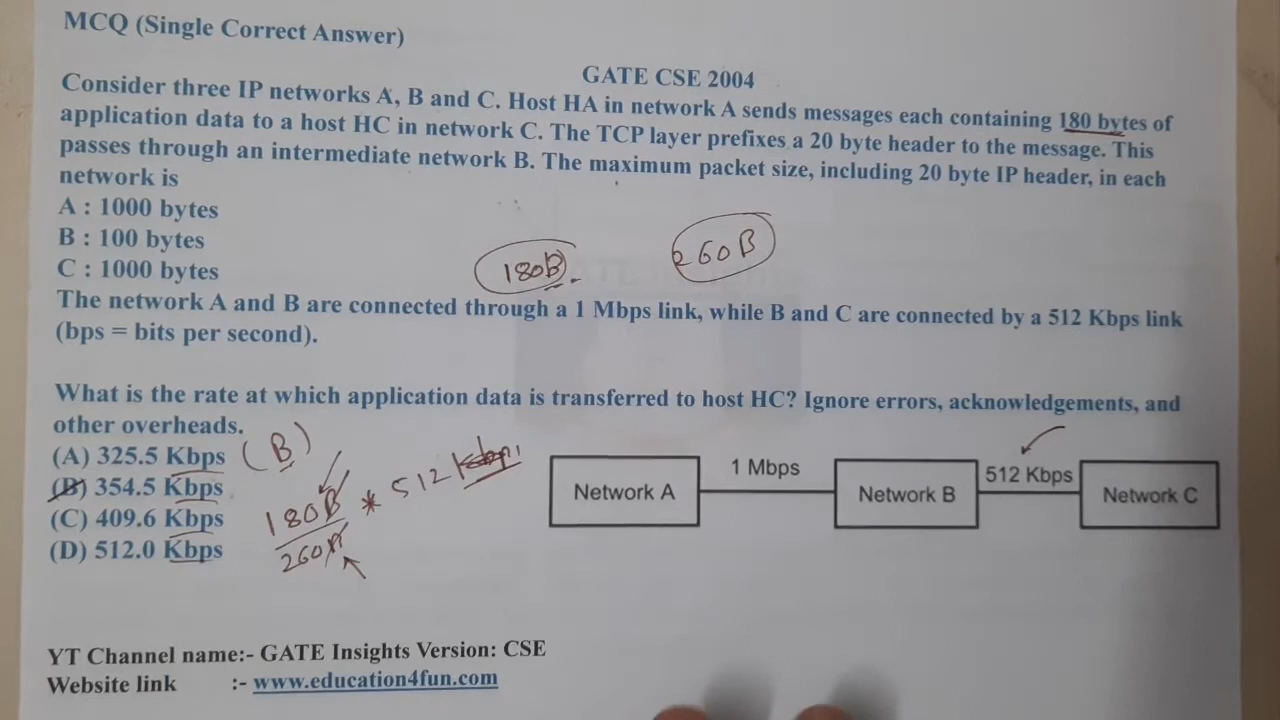 MCQ (Single Correct Answer)
GATE CSE 2004
Consider three IP networks A, B and C. Host HA in network A sends messages each containing 180 bytes of
application data to a host HC in network C. The TCP layer prefixes a 20 byte header to the message. This
passes through an intermediate network B. The maximum packet size, including 20 byte IP header, in each
network is
A : 1000 bytes
B : 100 bytes
C : 1000 bytes
180B
260B
The network A and B are connected through a 1 Mbps link, while B and C are connected by a 512 Kbps link
(bps = bits per second).
What is the rate at which application data is transferred to host HC? Ignore errors, acknowledgements, and
other overheads.
(A) 325.5 Kbps
(B) 354.5 Kbps
(C) 409.6 Kbps
(D) 512.0 Kbps
(B)
180B
260B
* 512 Kbps
Network A
1 Mbps
Network B
512 Kbps
Network C
YT Channel name:- GATE Insights Version: CSE
Website link :- www.education4fun.com